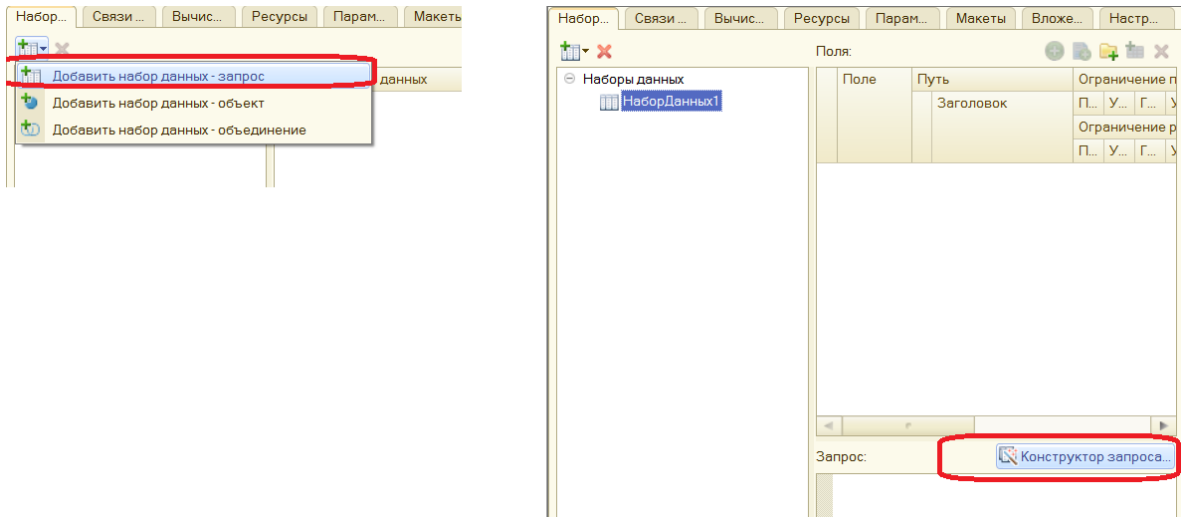 Набор...
Связи ...
Вычис...
Ресурсы
Парам...
Макеты
Добавить набор данных - запрос
данных
Добавить набор данных - объект
Добавить набор данных - объединение
Набор...
Связи ...
Вычис...
Ресурсы
Парам...
Макеты
Вложе...
Настр...
Поля:
Наборы данных
НаборДанных1
Поле
Путь
Ограничение п
Заголовок
П... У... Г... У
Ограничение р
П... У... Г... У
Запрос:
Конструктор запроса...